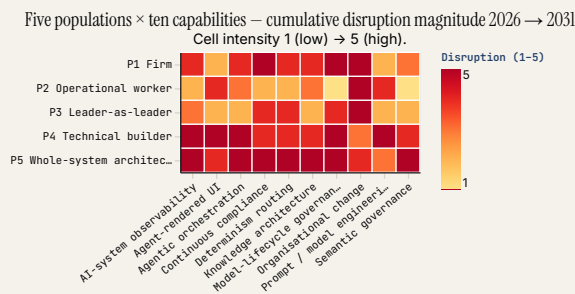 Five populations × ten capabilities — cumulative disruption magnitude 2026 → 2031
Cell intensity 1 (low) → 5 (high).
Disruption (1–5)
5
1
P1 Firm
P2 Operational worker
P3 Leader-as-leader
P4 Technical builder
P5 Whole-system architec…
AI-system observability
Agent-rendered UI
Agentic orchestration
Continuous compliance
Determinism routing
Knowledge architecture
Model-lifecycle governan…
Organisational change
Prompt / model engineeri…
Semantic governance